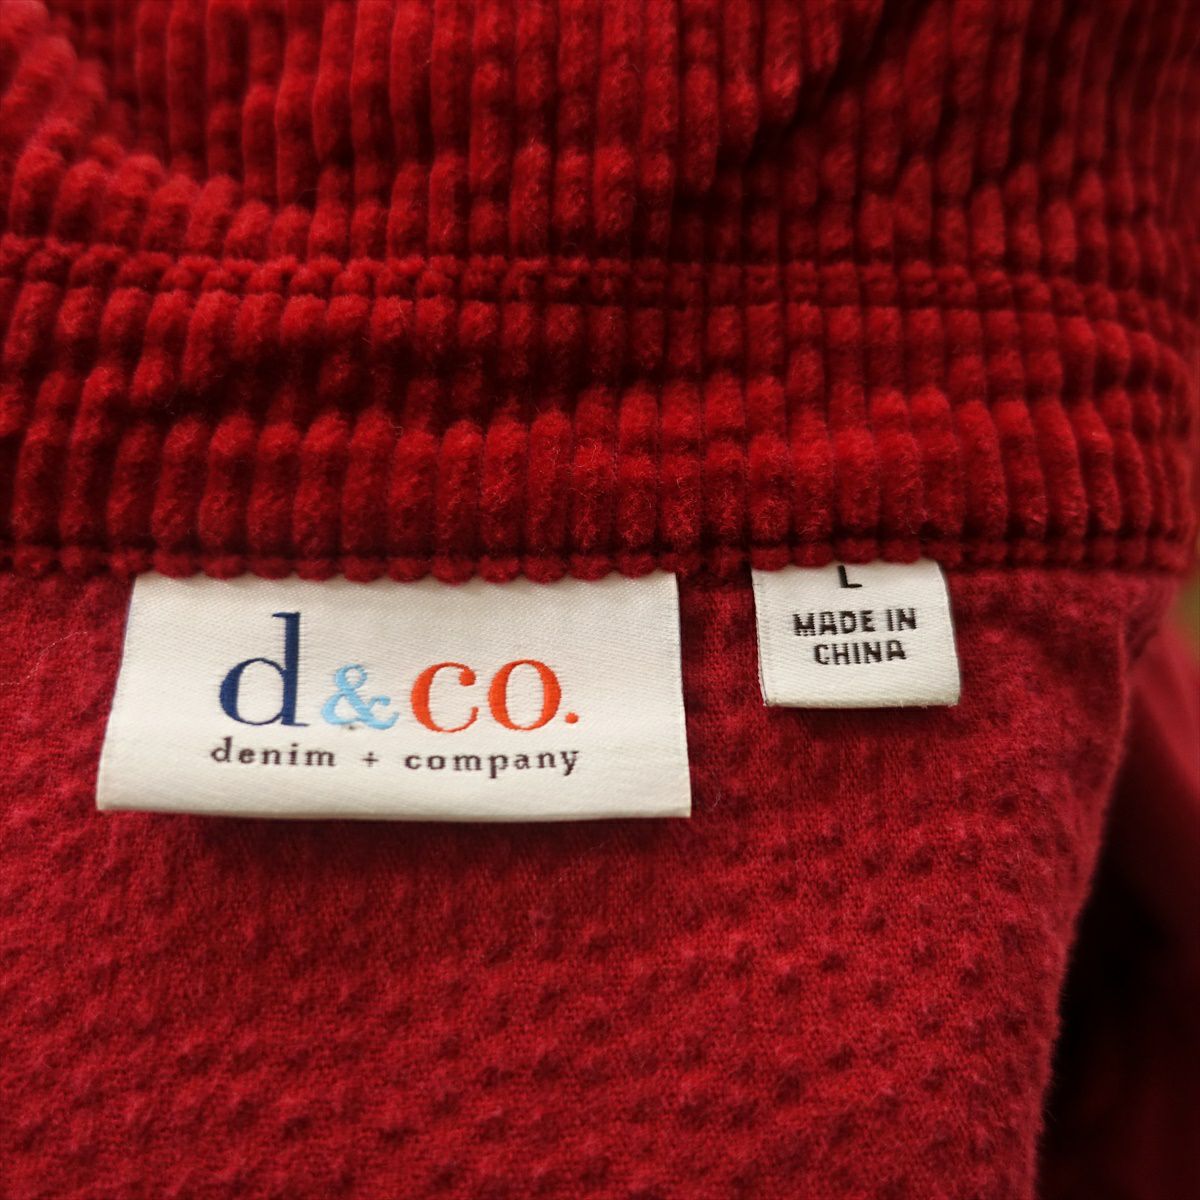 d&co.
denim + company
L
MADE IN
CHINA